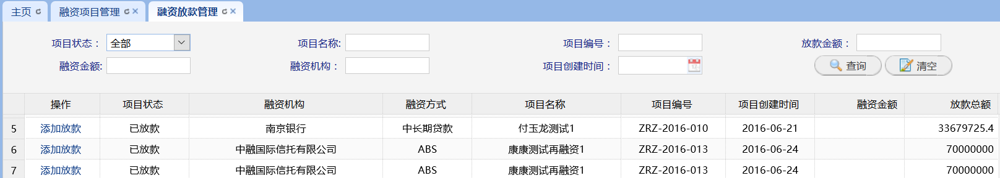 主页 融资项目管理 融资放款管理
项目状态： 全部 项目名称: 项目编号： 放款金额：
融资金额: 融资机构： 项目创建时间： 查询 清空
操作 项目状态 融资机构 融资方式 项目名称 项目编号 项目创建时间 融资金额 放款总额
5 添加放款 已放款 南京银行 中长期贷款 付玉龙测试1 ZRZ-2016-010 2016-06-21 33679725.4
6 添加放款 已放款 中融国际信托有限公司 ABS 康康测试再融资1 ZRZ-2016-013 2016-06-24 70000000
7 添加放款 已放款 中融国际信托有限公司 ABS 康康测试再融资1 ZRZ-2016-013 2016-06-24 70000000